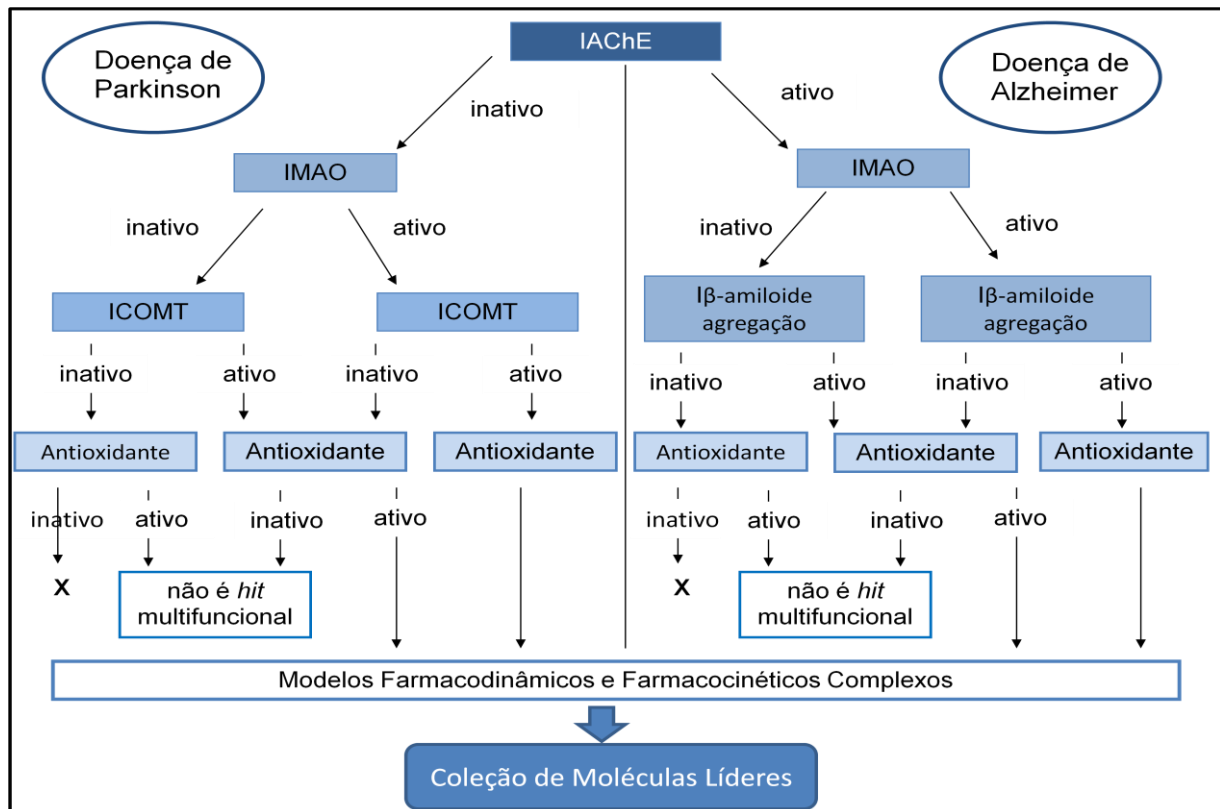 IAChE
Doença de
Parkinson
Doença de
Alzheimer
inativo
ativo
IMAO
IMAO
inativo
ativo
inativo
ativo
ICOMT
ICOMT
Iβ-amiloide
agregação
Iβ-amiloide
agregação
inativo
ativo
inativo
ativo
inativo
ativo
inativo
ativo
Antioxidante
Antioxidante
Antioxidante
Antioxidante
Antioxidante
Antioxidante
inativo
ativo
inativo
ativo
inativo
ativo
inativo
ativo
X
não é hit
multifuncional
X
não é hit
multifuncional
Modelos Farmacodinâmicos e Farmacocinéticos Complexos
Coleção de Moléculas Líderes